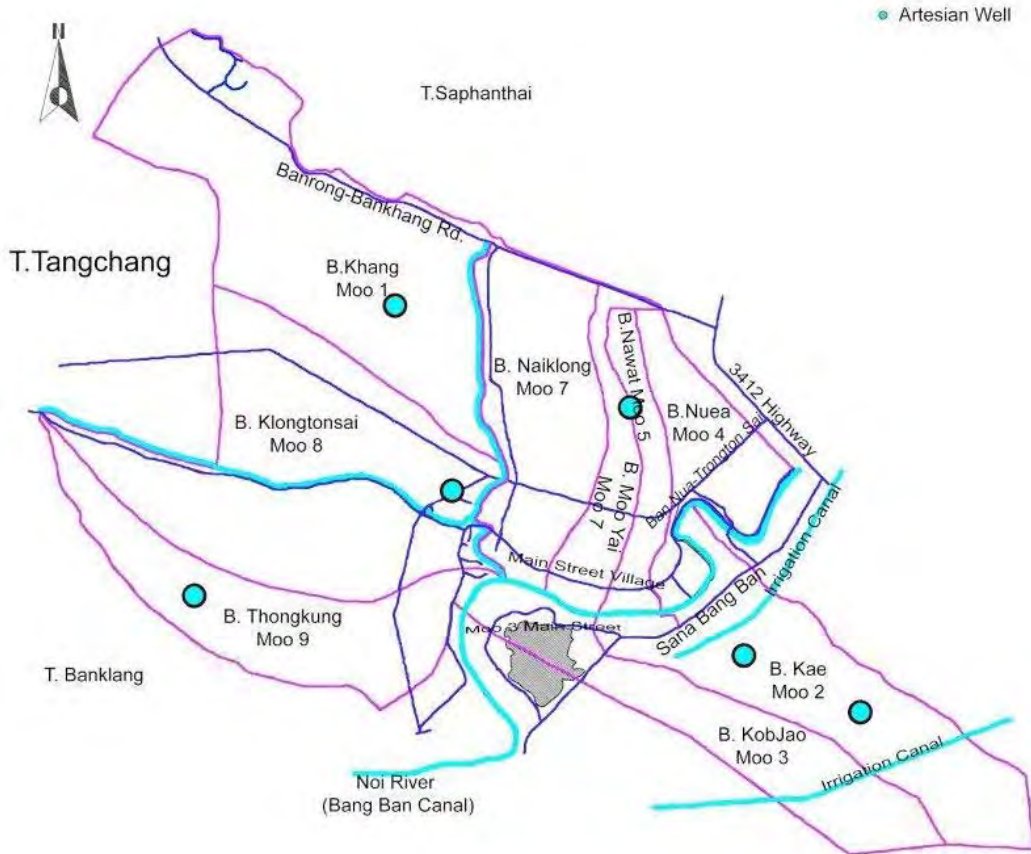 Artesian Well
N
T.Saphanthai
Banrong-Bankhang Rd.
T.Tangchang
B.Khang
Moo 1
B. Naiklong
Moo 7
B.Nawat Moo 5
B.Nuea
Moo 4
3412 Highway
B. Klongtonsai
Moo 8
B. Moo Yai
Moo 7
Ban Nua-Trongton Sai
Irrigation Canal
Main Street Village
Sana Bang Ban
B. Thongkung
Moo 9
Moo 3 Main Street
T. Banklang
B. Kae
Moo 2
B. KobJao
Moo 3
Irrigation Canal
Noi River
(Bang Ban Canal)